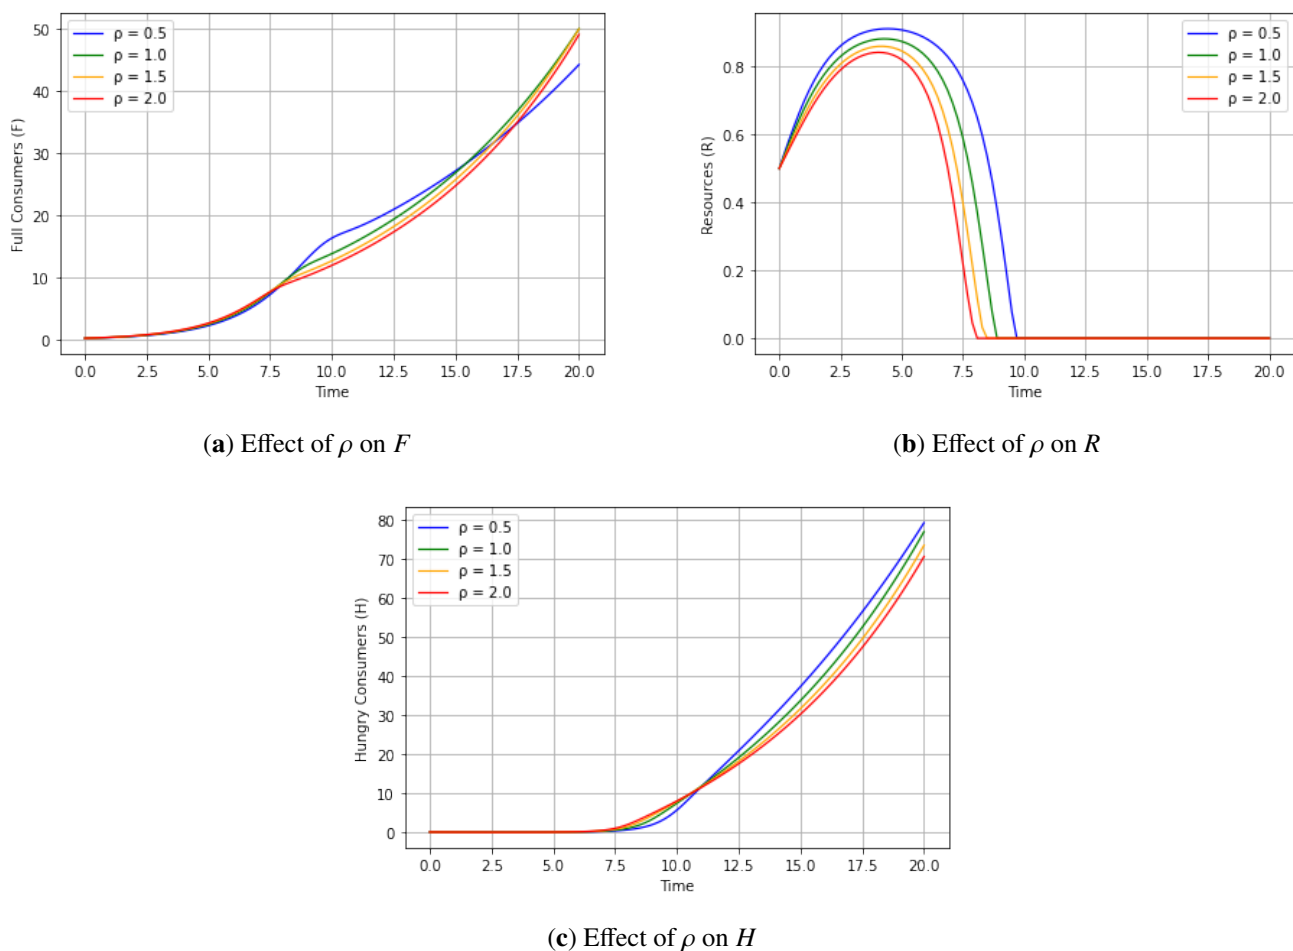 50
40
30
20
10
0
Full Consumers (F)
ρ = 0.5
ρ = 1.0
ρ = 1.5
ρ = 2.0
0.0 2.5 5.0 7.5 10.0 12.5 15.0 17.5 20.0
Time
(a) Effect of ρ on F
0.8
0.6
0.4
0.2
0.0
Resources (R)
ρ = 0.5
ρ = 1.0
ρ = 1.5
ρ = 2.0
0.0 2.5 5.0 7.5 10.0 12.5 15.0 17.5 20.0
Time
(b) Effect of ρ on R
80
70
60
50
40
30
20
10
0
Hungry Consumers (H)
ρ = 0.5
ρ = 1.0
ρ = 1.5
ρ = 2.0
0.0 2.5 5.0 7.5 10.0 12.5 15.0 17.5 20.0
Time
(c) Effect of ρ on H